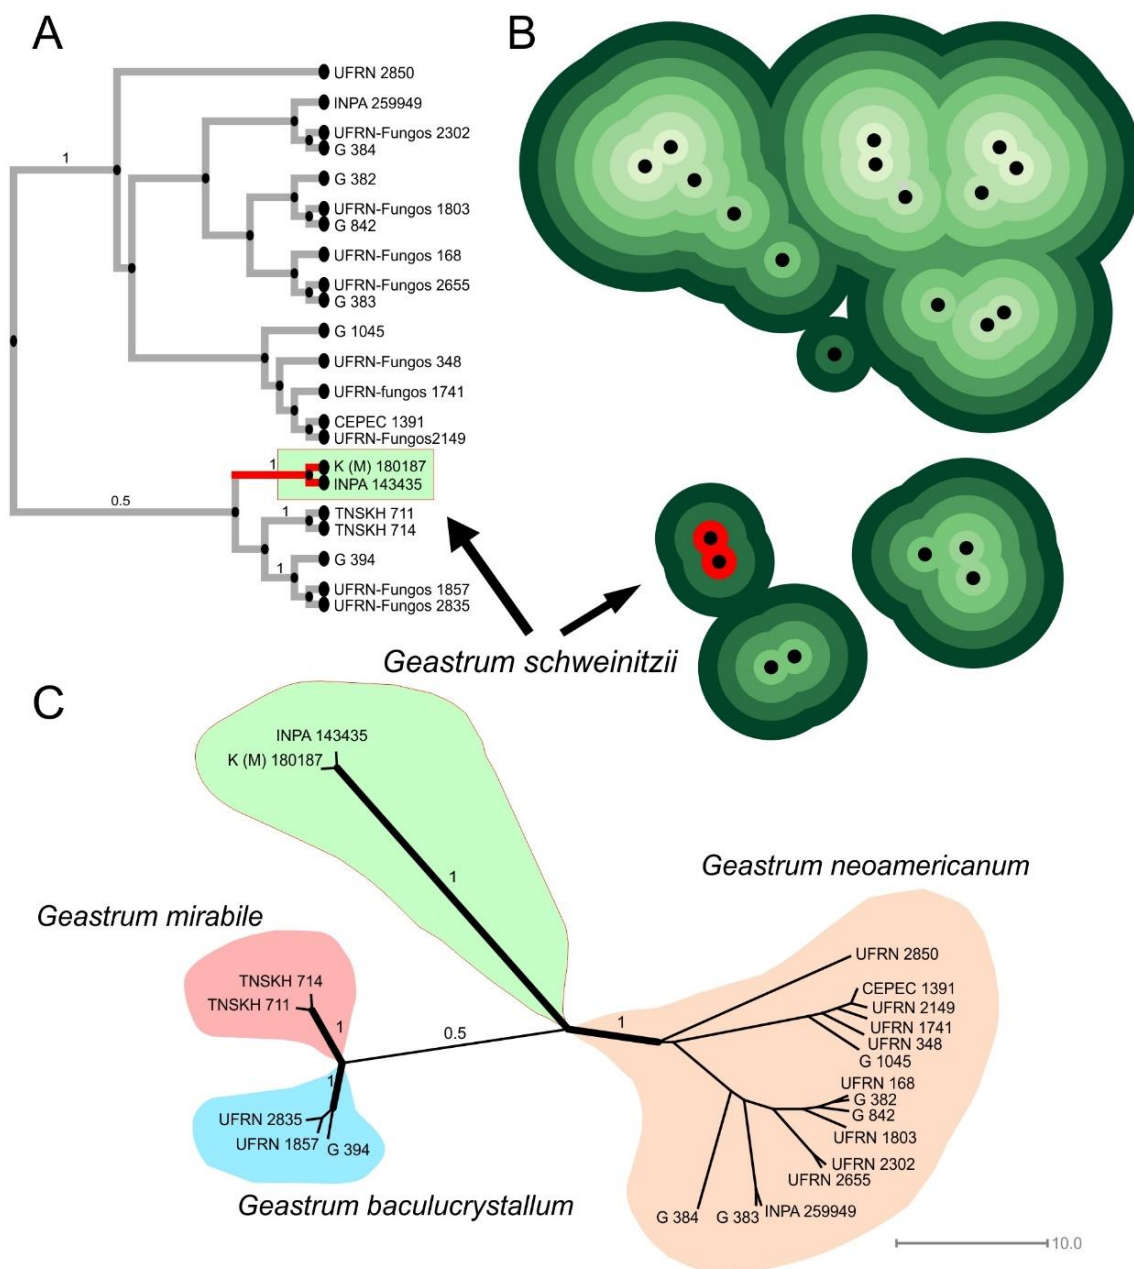 A
B
UFRN 2850
INPA 259949
UFRN-Fungos 2302
G 384
1
G 382
UFRN-Fungos 1803
G 842
UFRN-Fungos 168
UFRN-Fungos 2655
G 383
G 1045
UFRN-Fungos 348
UFRN-fungos 1741
CEPEC 1391
UFRN-Fungos2149
1
K (M) 180187
INPA 143435
0.5
1
TNSKH 711
TNSKH 714
G 394
1
UFRN-Fungos 1857
UFRN-Fungos 2835
Geastrum schweinitzii
C
INPA 143435
K (M) 180187
1
Geastrum neoamericanum
Geastrum mirabile
UFRN 2850
TNSKH 714
TNSKH 711
CEPEC 1391
UFRN 2149
UFRN 1741
UFRN 348
G 1045
1
0.5
1
1
UFRN 168
G 382
G 842
UFRN 1803
UFRN 2835
UFRN 1857
G 394
UFRN 2302
UFRN 2655
Geastrum baculucrystallum
G 384
G 383
INPA 259949
10.0